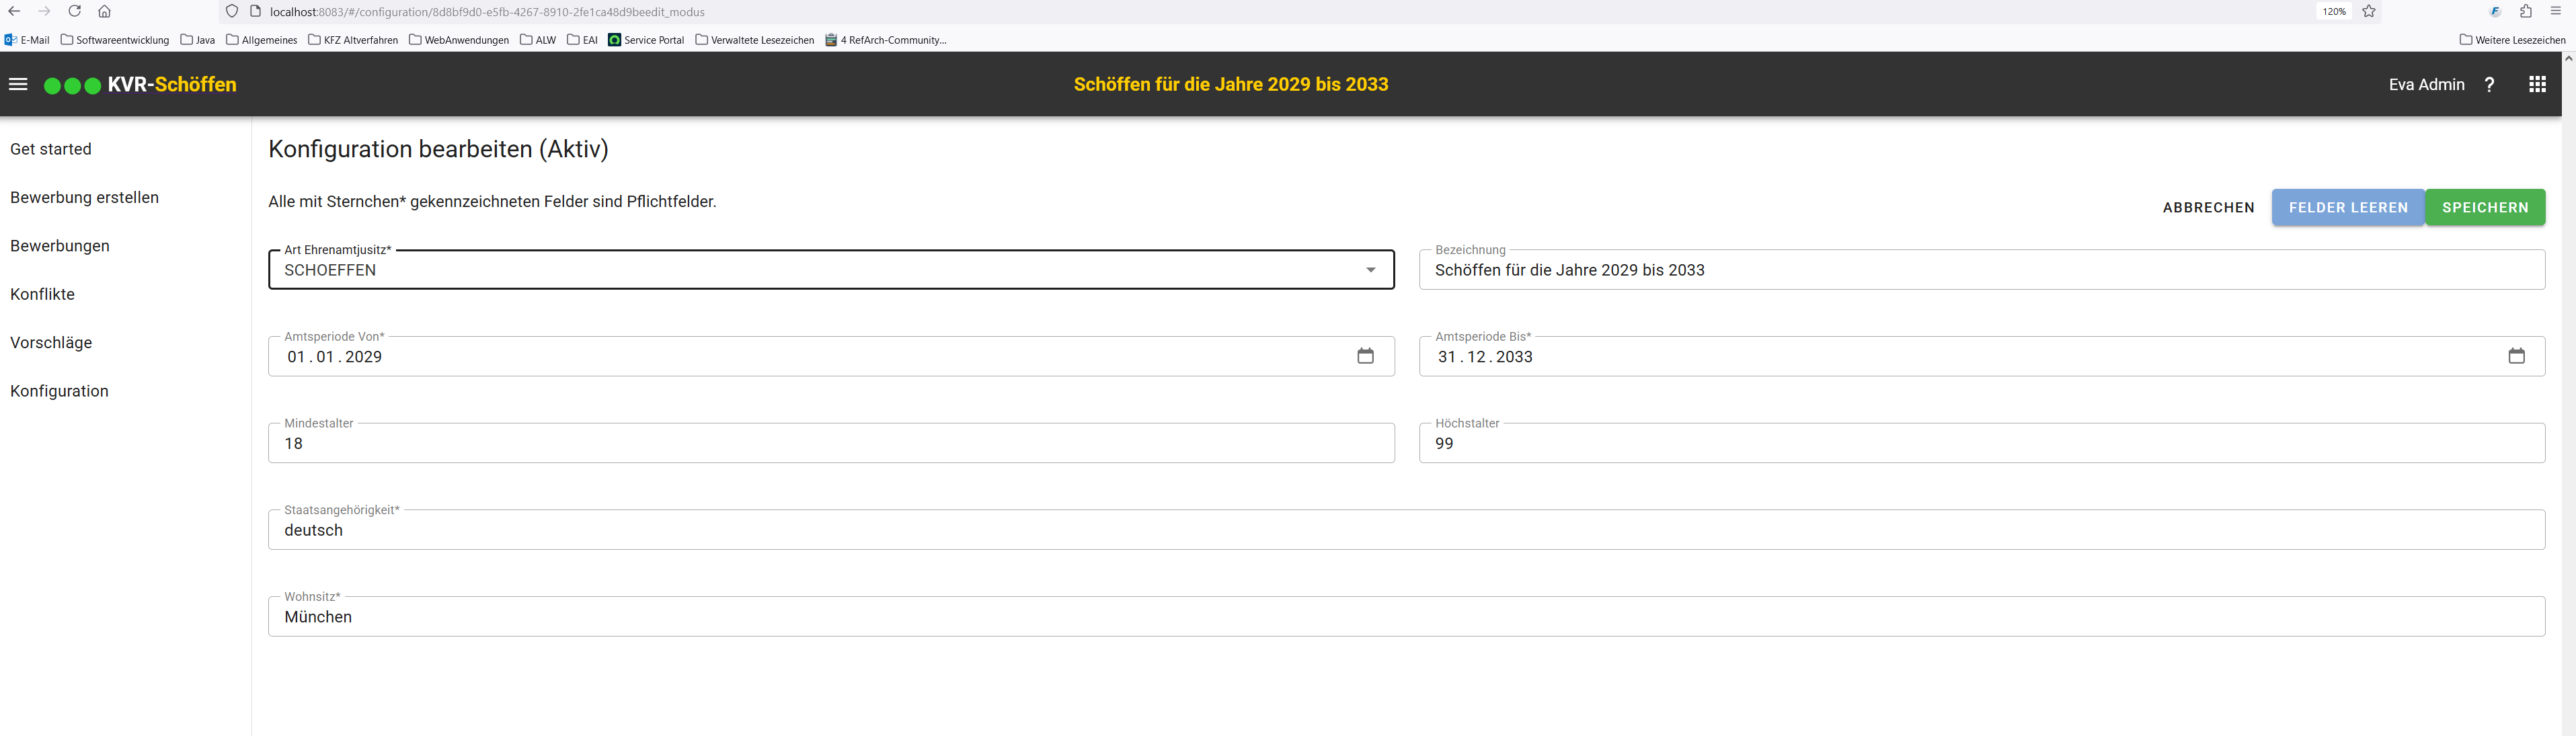 localhost:8083/#/configuration/8d8bf9d0-e5fb-4267-8910-2fe1ca48d9beedit_modus 120%
E-Mail Softwareentwicklung Java Allgemeines KFZ Altverfahren WebAnwendungen ALW EAI Service Portal Verwaltete Lesezeichen 4 RefArch-Community... Weitere Lesezeichen
KVR-Schöffen Schöffen für die Jahre 2029 bis 2033 Eva Admin ?
Get started
Bewerbung erstellen
Bewerbungen
Konflikte
Vorschläge
Konfiguration
Konfiguration bearbeiten (Aktiv)
Alle mit Sternchen* gekennzeichneten Felder sind Pflichtfelder.
ABBRECHEN FELDER LEEREN SPEICHERN
Art Ehrenamtjusitz*
SCHOEFFEN
Bezeichnung
Schöffen für die Jahre 2029 bis 2033
Amtsperiode Von*
01.01.2029
Amtsperiode Bis*
31.12.2033
Mindestalter
18
Höchstalter
99
Staatsangehörigkeit*
deutsch
Wohnsitz*
München